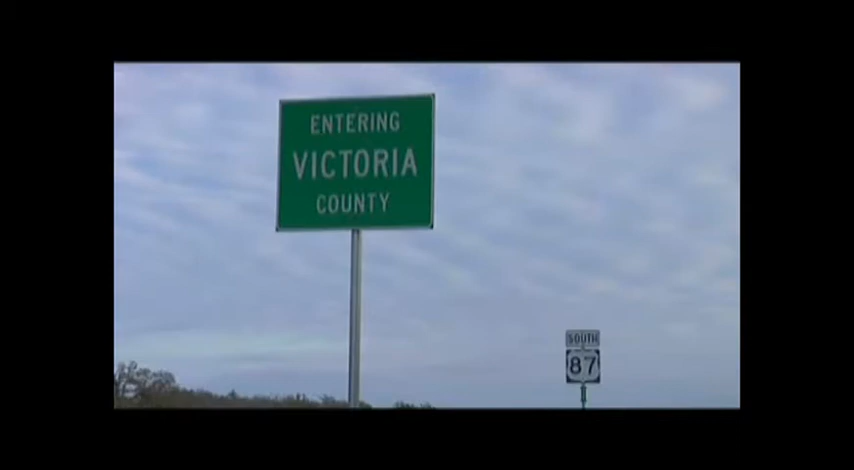 ENTERING
VICTORIA
COUNTY
SOUTH
87